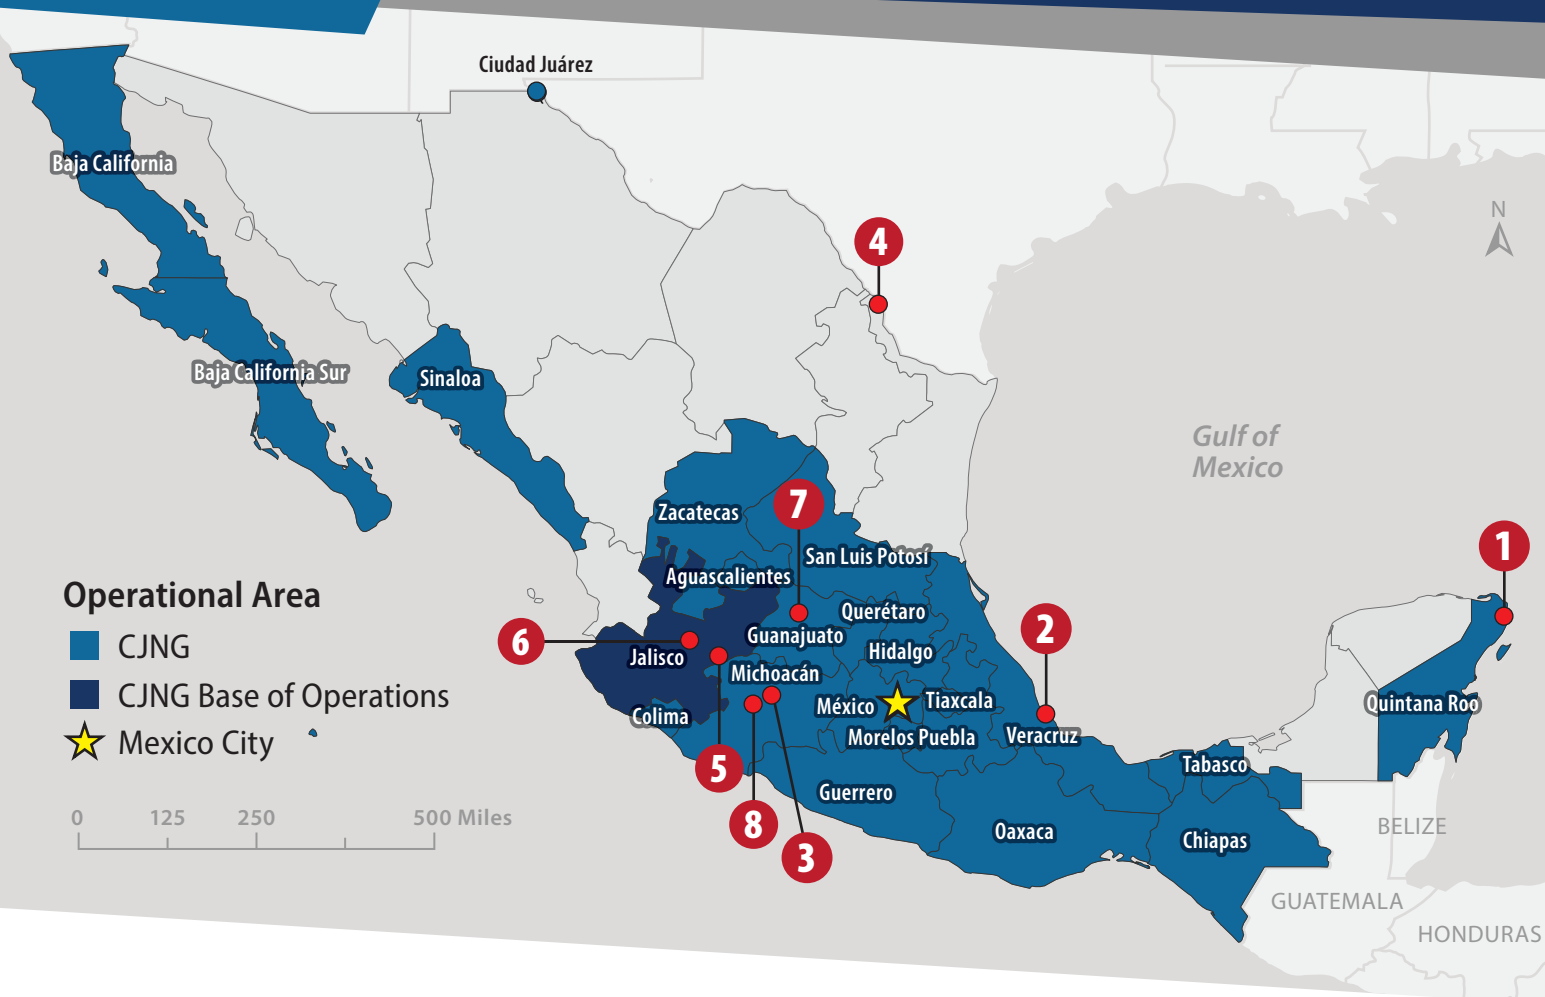 Ciudad Juárez
Baja California
4
N
Baja California Sur
Sinaloa
Gulf of
Mexico
Zacatecas
7
San Luis Potosí
1
Aguascalientes
Operational Area
CJNG
CJNG Base of Operations
Mexico City
Querétaro
Guanajuato
2
6
Jalisco
Hidalgo
Michoacán
México
Tiaxcala
Quintana Roo
Colima
Morelos Puebla
Veracruz
5
Tabasco
Guerrero
0 125 250 500 Miles
8
3
Oaxaca
Chiapas
BELIZE
GUATEMALA
HONDURAS